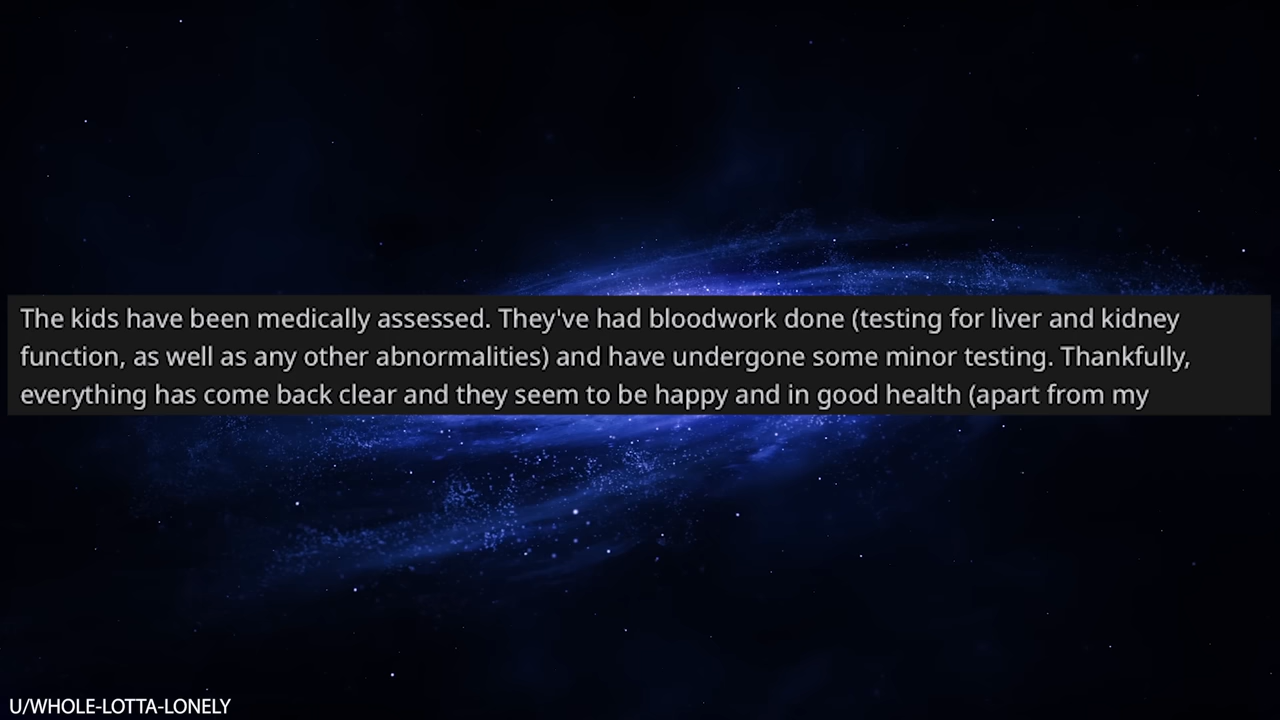 The kids have been medically assessed. They've had bloodwork done (testing for liver and kidney
function, as well as any other abnormalities) and have undergone some minor testing. Thankfully,
everything has come back clear and they seem to be happy and in good health (apart from my
U/WHOLE-LOTTA-LONELY